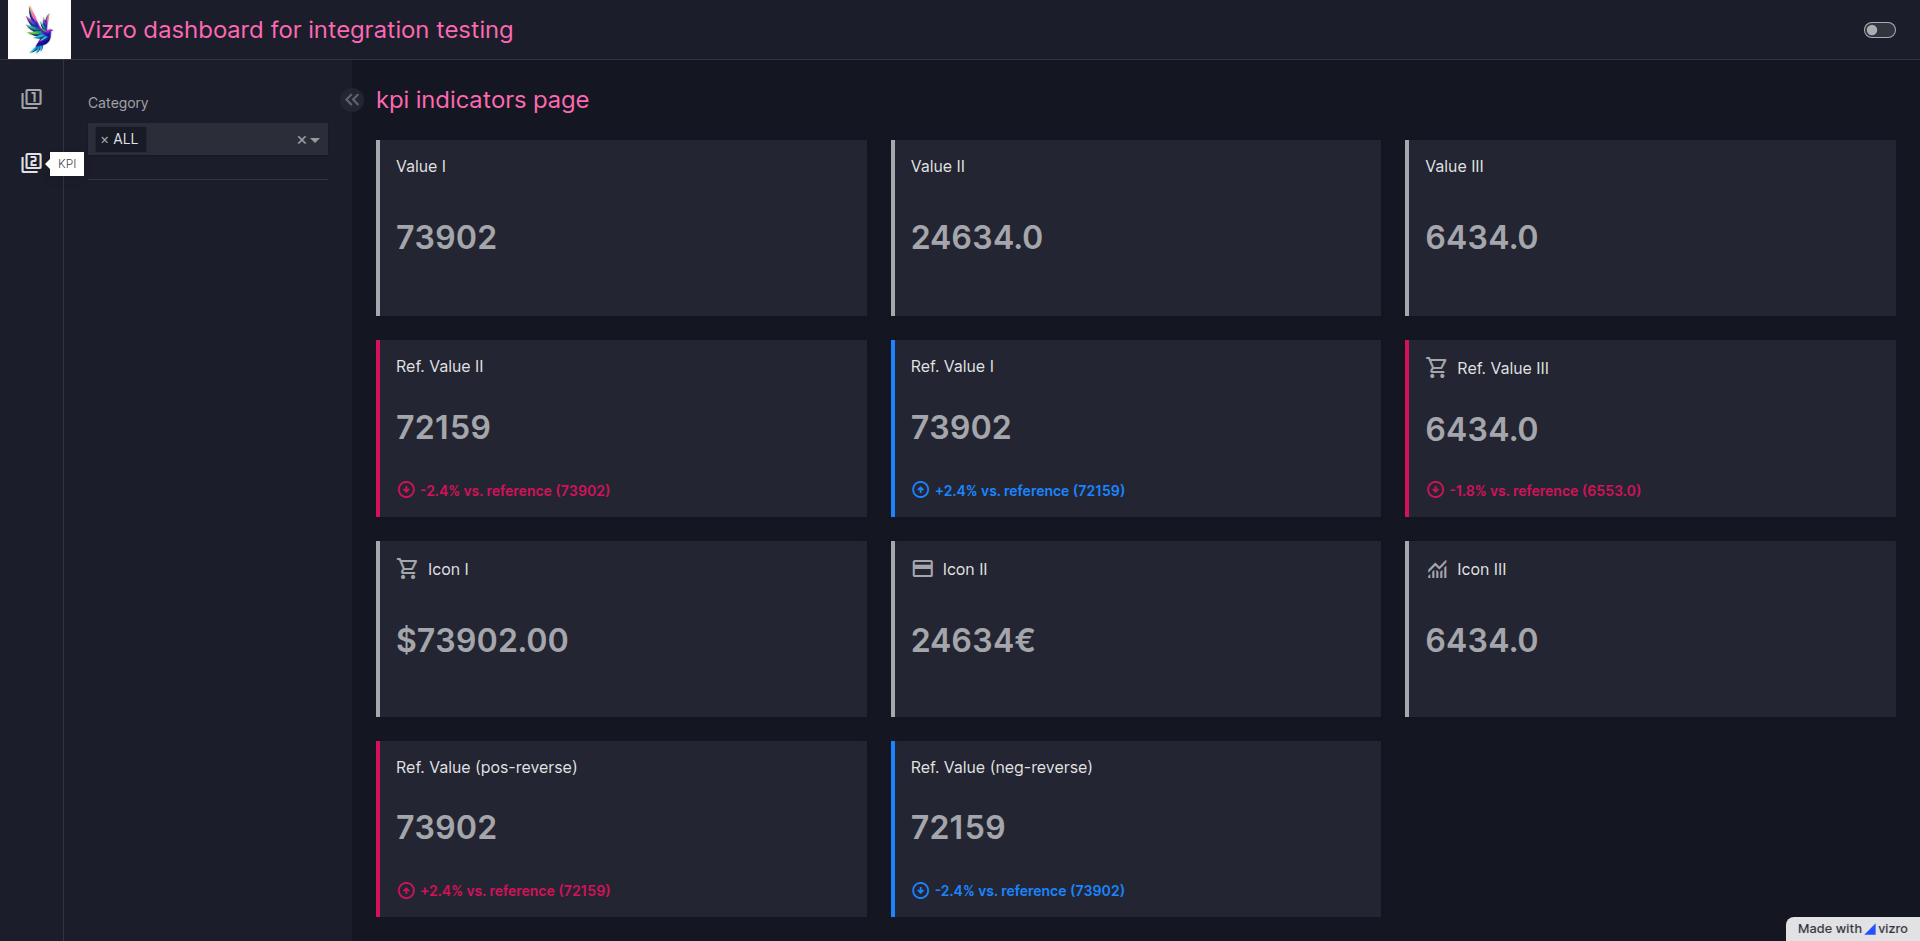 Vizro dashboard for integration testing
1
Category
× ALL
2
KPI
kpi indicators page
Value I
73902
Value II
24634.0
Value III
6434.0
Ref. Value II
72159
-2.4% vs. reference (73902)
Ref. Value I
73902
+2.4% vs. reference (72159)
Ref. Value III
6434.0
-1.8% vs. reference (6553.0)
Icon I
$73902.00
Icon II
24634€
Icon III
6434.0
Ref. Value (pos-reverse)
73902
+2.4% vs. reference (72159)
Ref. Value (neg-reverse)
72159
-2.4% vs. reference (73902)
Made with vizro